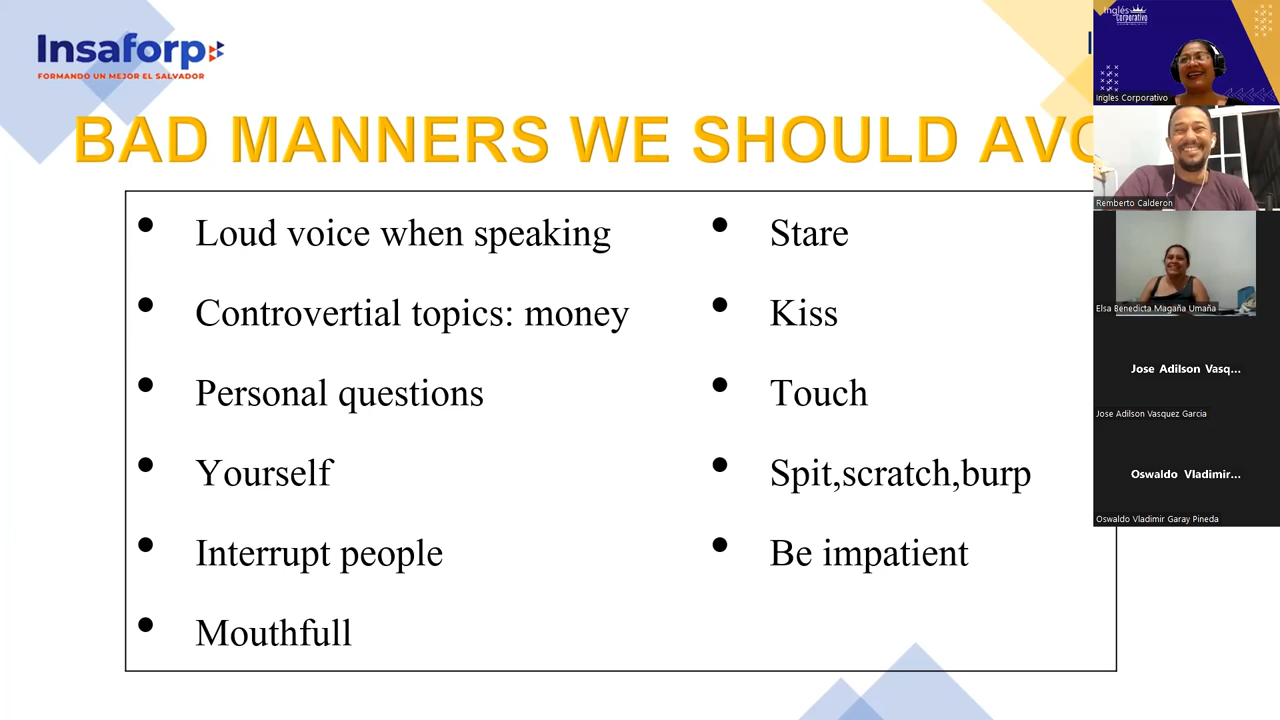 Insaforp
FORMANDO UN MEJOR EL SALVADOR
BAD MANNERS WE SHOULD AVO
Loud voice when speaking
Controvertial topics: money
Personal questions
Yourself
Interrupt people
Mouthfull
Stare
Kiss
Touch
Spit,scratch,burp
Be impatient
Inglés
corporativo
Ingles Corporativo
Remberto Calderon
Elsa Benedicta Magaña Umaña
Jose Adilson Vasq...
Jose Adilson Vasquez Garcia
Oswaldo Vladimir...
Oswaldo Vladimir Garay Pineda